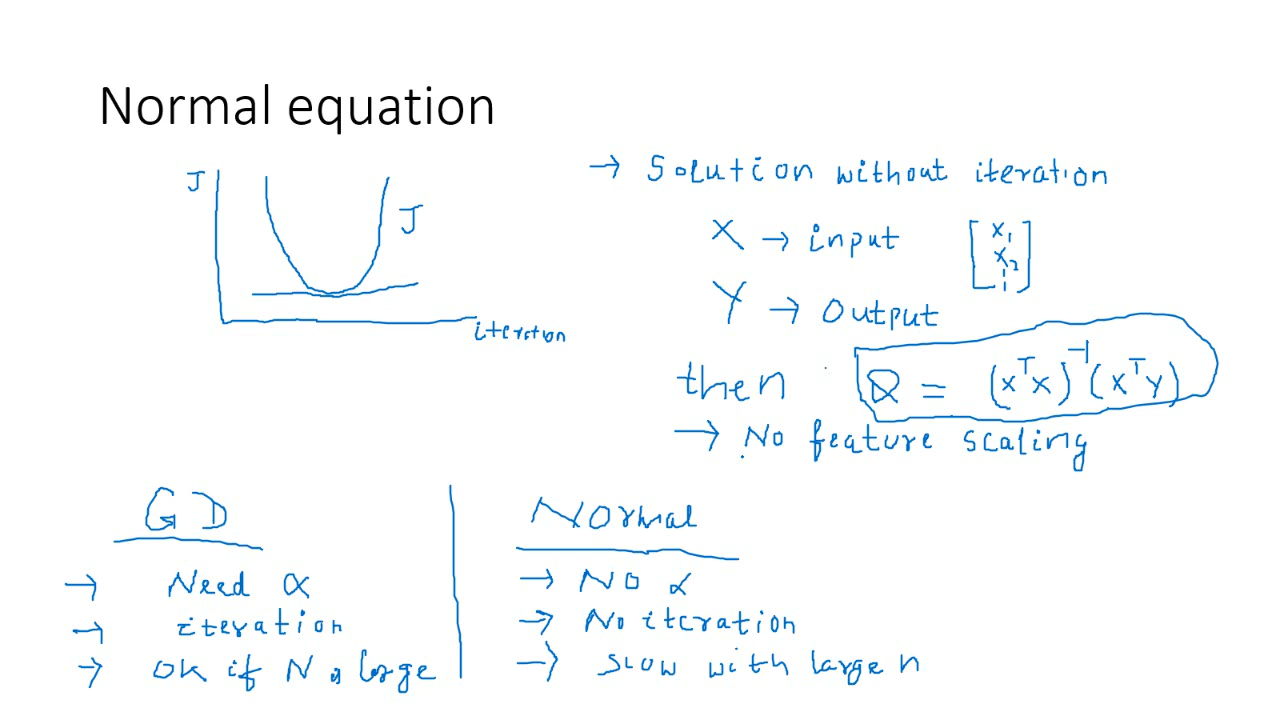 Normal equation
J
J
iteration
→ Solution without iteration
X → input [x₁
x₂
⋮]
Y → Output
then Q = (xᵀx)⁻¹(xᵀy)
→ No feature scaling
GD
→ Need α
→ iteration
→ OK if N is large
Normal
→ No α
→ No iteration
→ Slow with large n